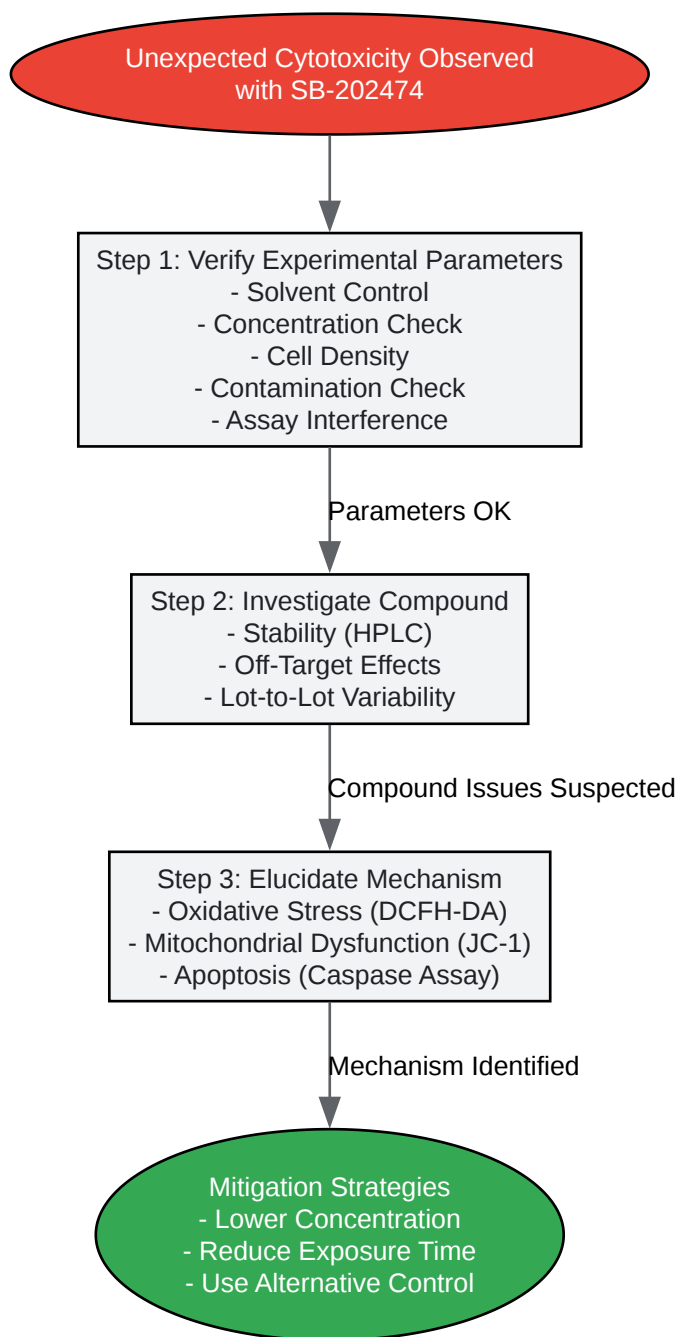 Unexpected Cytotoxicity Observed
with SB-202474
Step 1: Verify Experimental Parameters
- Solvent Control
- Concentration Check
- Cell Density
- Contamination Check
- Assay Interference
Parameters OK
Step 2: Investigate Compound
- Stability (HPLC)
- Off-Target Effects
- Lot-to-Lot Variability
Compound Issues Suspected
Step 3: Elucidate Mechanism
- Oxidative Stress (DCFH-DA)
- Mitochondrial Dysfunction (JC-1)
- Apoptosis (Caspase Assay)
Mechanism Identified
Mitigation Strategies
- Lower Concentration
- Reduce Exposure Time
- Use Alternative Control